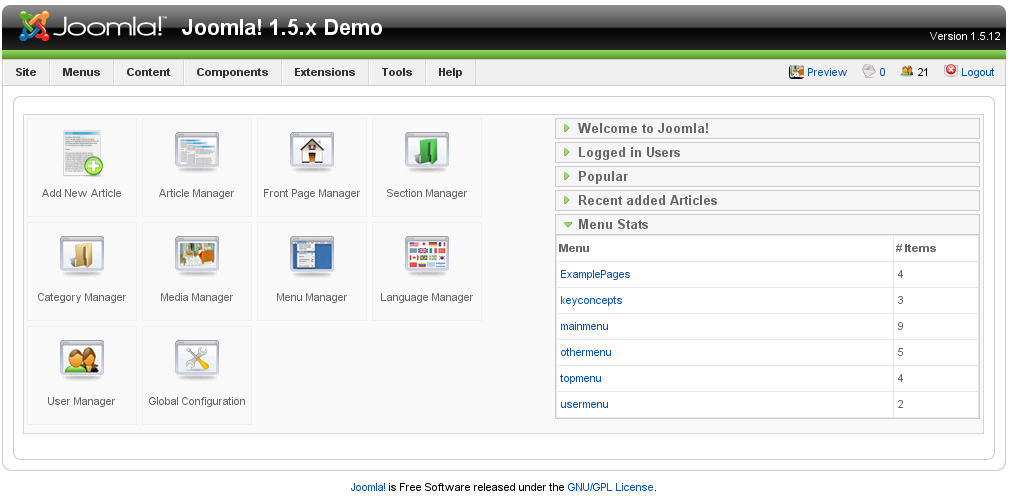 Joomla! Joomla! 1.5.x Demo
Version 1.5.12
Site Menus Content Components Extensions Tools Help Preview 0 21 Logout
Add New Article Article Manager Front Page Manager Section Manager
Category Manager Media Manager Menu Manager Language Manager
User Manager Global Configuration
Welcome to Joomla!
Logged in Users
Popular
Recent added Articles
Menu Stats
Menu # Items
ExamplePages 4
keyconcepts 3
mainmenu 9
othermenu 5
topmenu 4
usermenu 2
Joomla! is Free Software released under the GNU/GPL License.